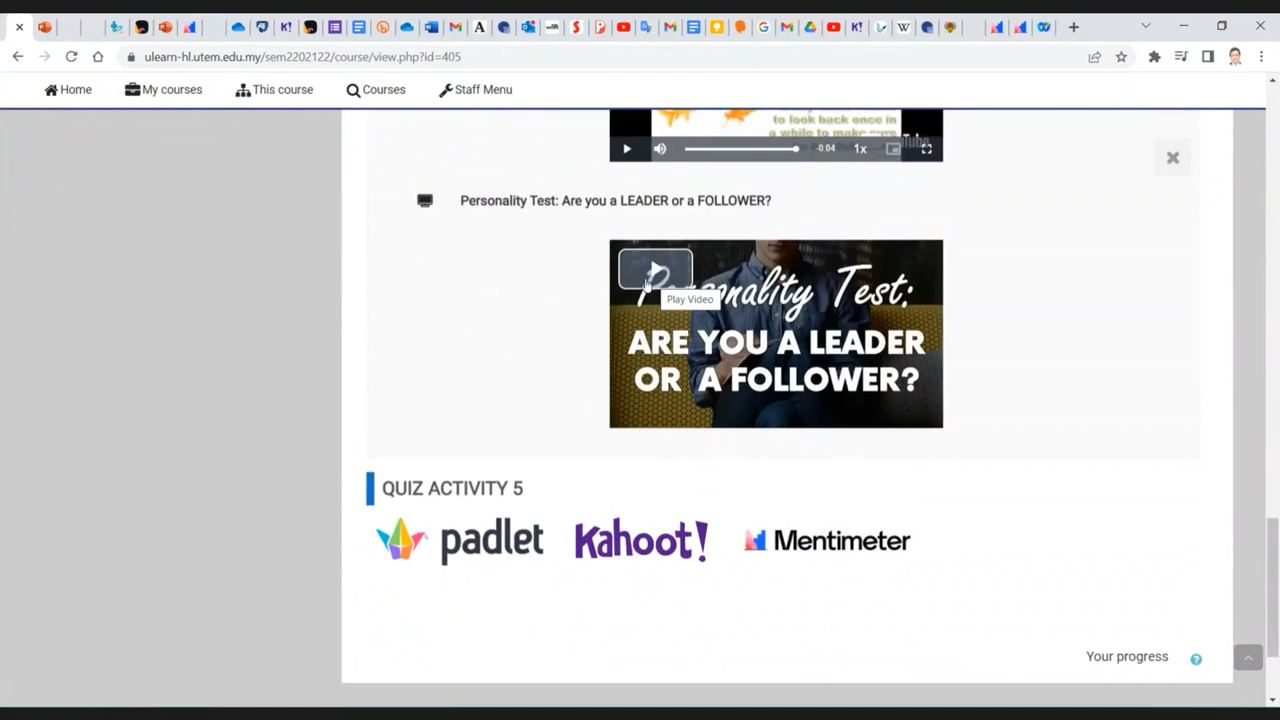 ulearn-hl.utem.edu.my/sem2202122/course/view.php?id=405
Home My courses This course Courses Staff Menu
to look back once in
a while to make sure
-0:04 1x
Personality Test: Are you a LEADER or a FOLLOWER?
Personality Test:
Play Video
ARE YOU A LEADER
OR A FOLLOWER?
QUIZ ACTIVITY 5
padlet Kahoot! Mentimeter
Your progress